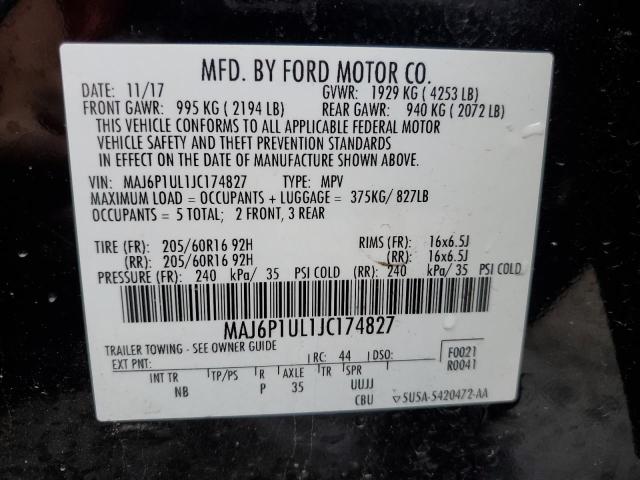 MFD. BY FORD MOTOR CO.
DATE: 11/17 GVWR: 1929 KG ( 4253 LB)
FRONT GAWR: 995 KG ( 2194 LB) REAR GAWR: 940 KG ( 2072 LB)
THIS VEHICLE CONFORMS TO ALL APPLICABLE FEDERAL MOTOR
VEHICLE SAFETY AND THEFT PREVENTION STANDARDS
IN EFFECT ON THE DATE OF MANUFACTURE SHOWN ABOVE.
VIN: MAJ6P1UL1JC174827 TYPE: MPV
MAXIMUM LOAD = OCCUPANTS + LUGGAGE = 375KG/ 827LB
OCCUPANTS = 5 TOTAL; 2 FRONT, 3 REAR
TIRE (FR): 205/60R16 92H RIMS (FR): 16x6.5J
(RR): 205/60R16 92H (RR): 16x6.5J
PRESSURE (FR): 240 kPa/ 35 PSI COLD (RR): 240 kPa/ 35 PSI COLD
MAJ6P1UL1JC174827
TRAILER TOWING - SEE OWNER GUIDE
EXT PNT: RC: 44 DSO: F0021
R0041
INT TR TP/PS R AXLE TR SPR
NB P 35 UUJJ
CBU SU5A-5420472-AA